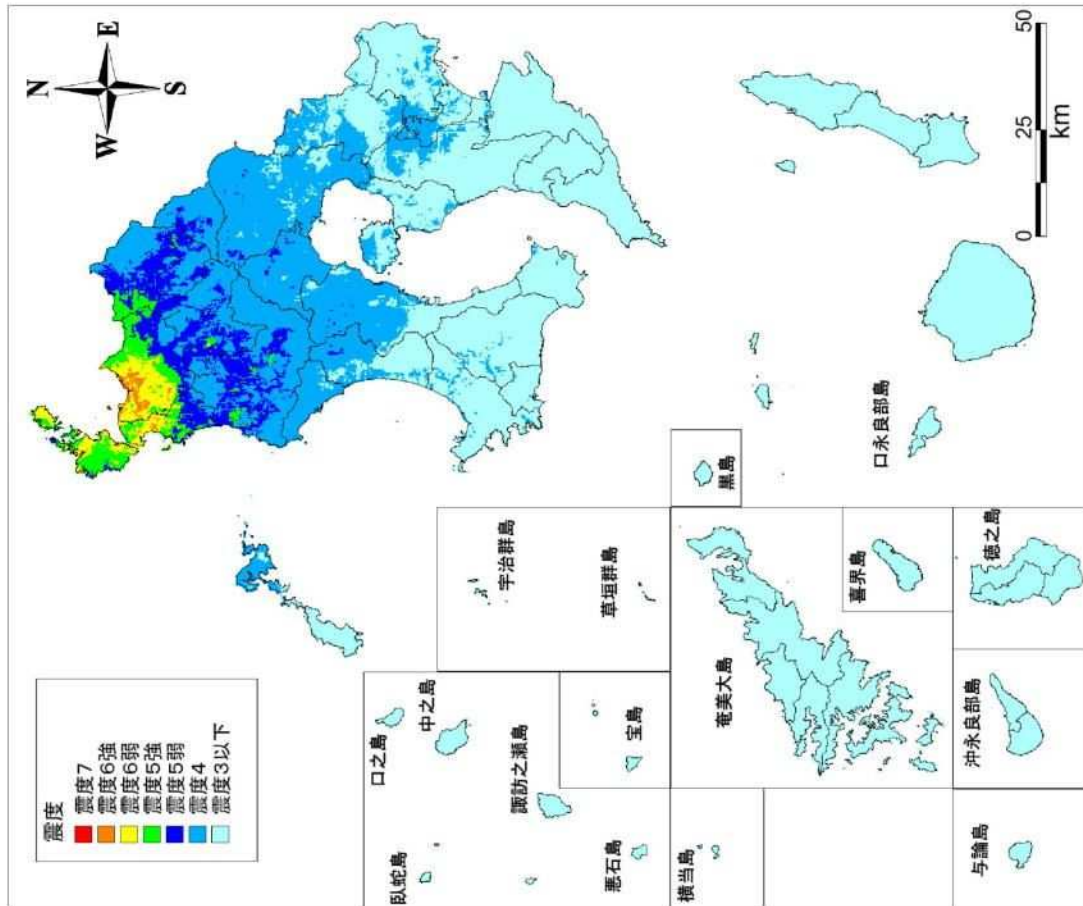 N
W
E
S
震度
震度7
震度6強
震度6弱
震度5強
震度5弱
震度4
震度3以下
口之島
中之島
臥蛇島
諏訪之瀬島
悪石島
宝島
宇治群島
草垣群島
黒島
口永良部島
横当島
奄美大島
喜界島
徳之島
沖永良部島
与論島
0
25
50
km